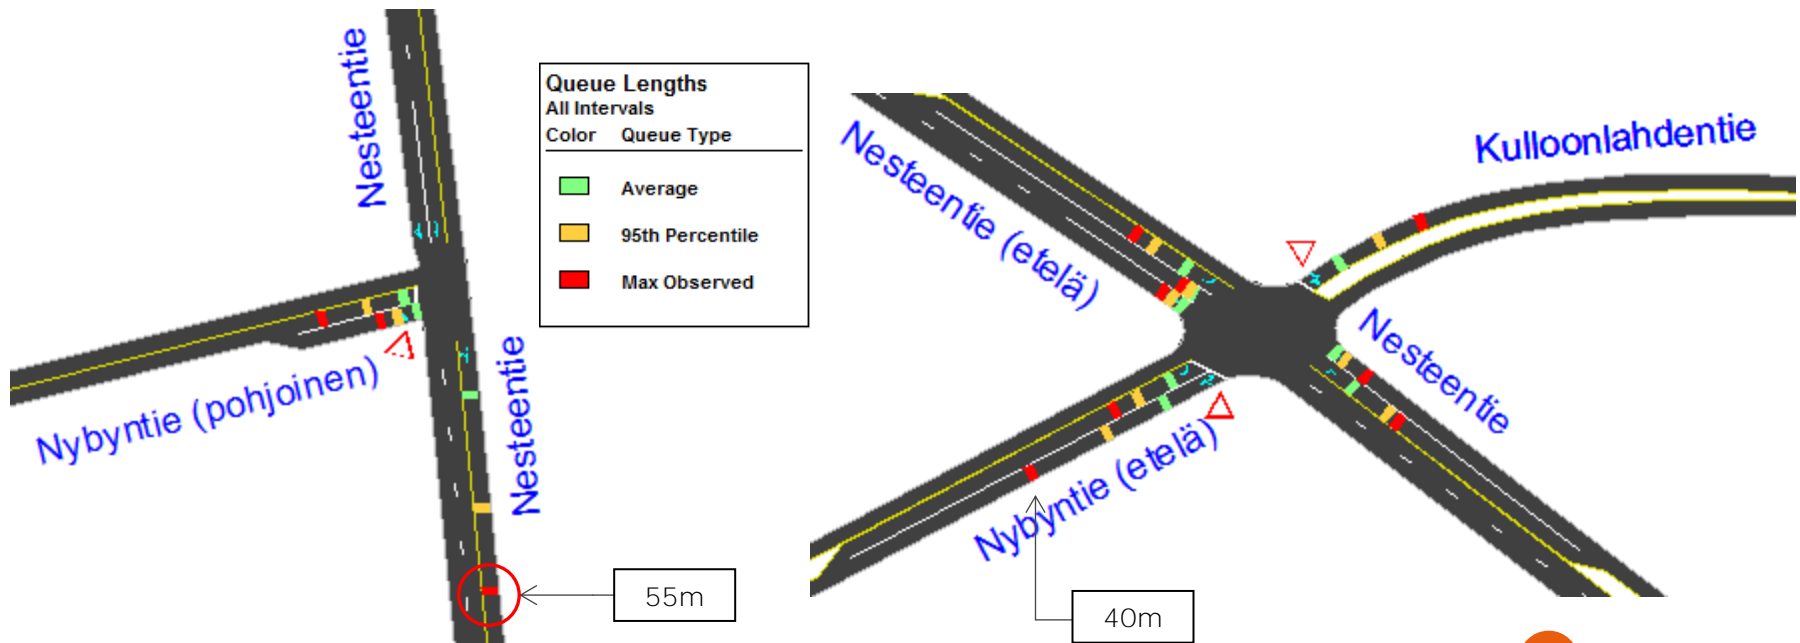 Nesteentie
Queue Lengths
All Intervals
Color Queue Type
Average
95th Percentile
Max Observed
Nybyntie (pohjoinen)
Nesteentie
55m
Nesteentie (etelä)
Kulloonlahdentie
Nesteentie
Nybyntie (etelä)
40m